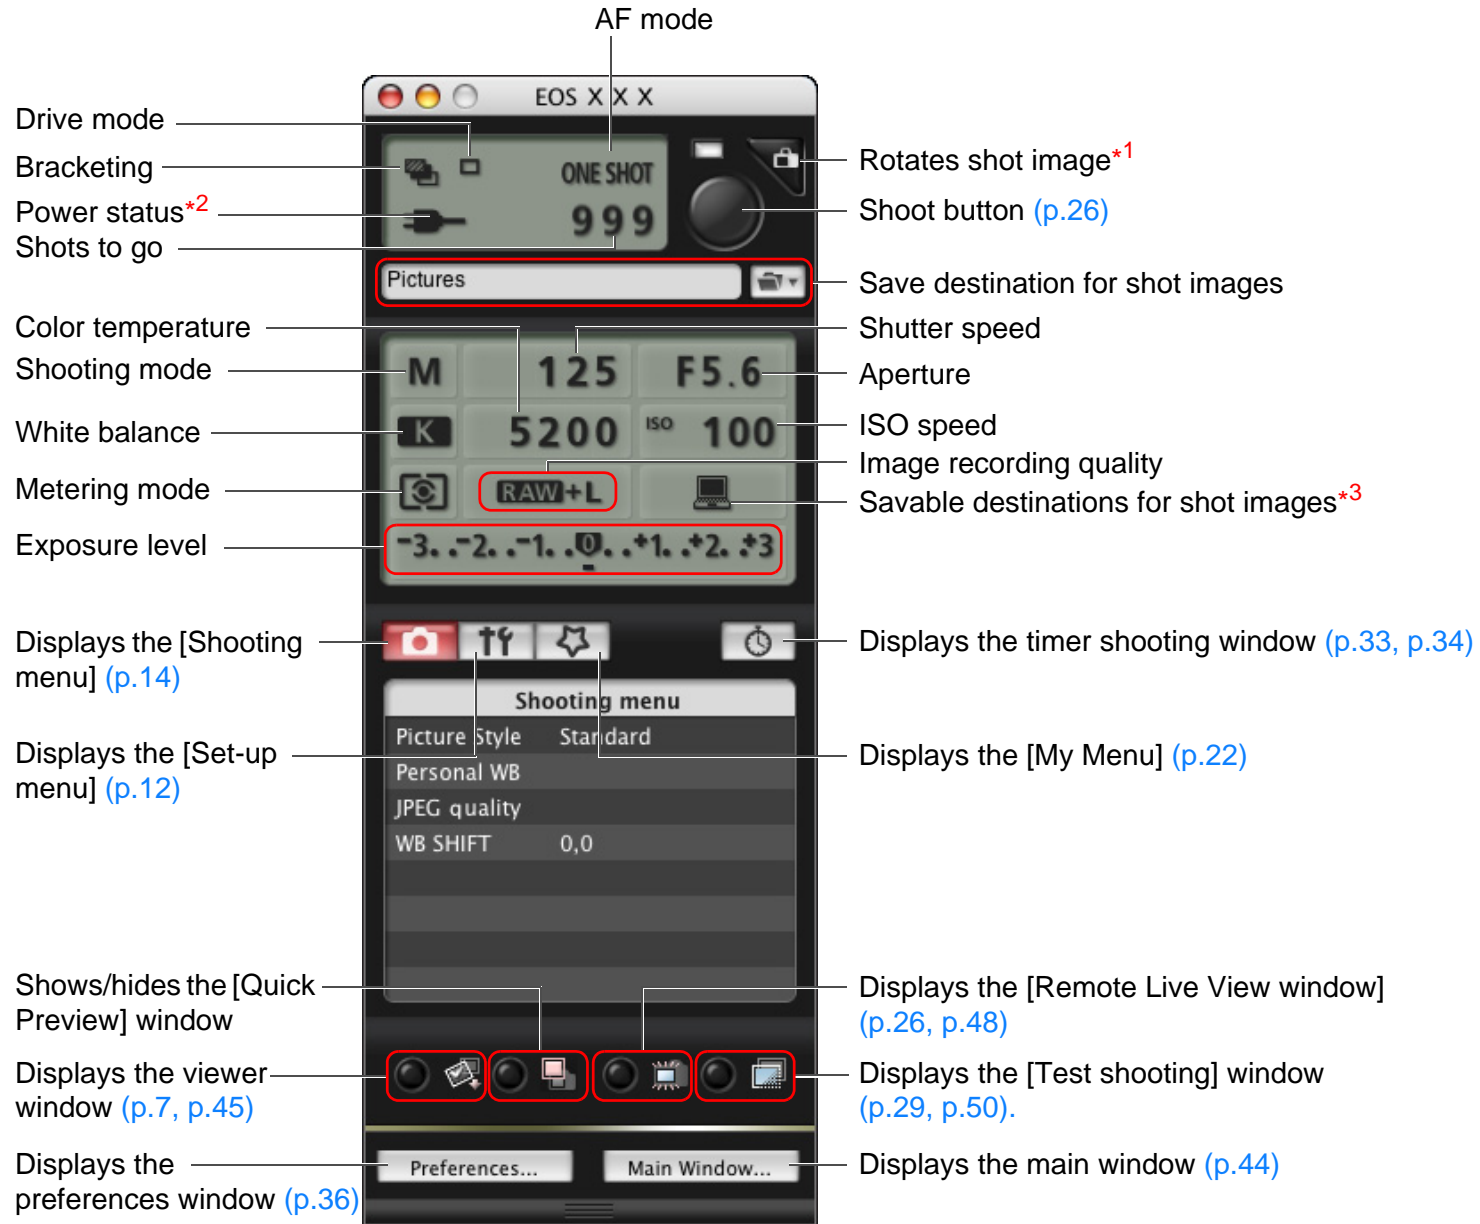 AF mode
EOS X X X
Drive mode
Bracketing
Power status*2
Shots to go
ONE SHOT
999
Rotates shot image*1
Shoot button (p.26)
Pictures
Save destination for shot images
Color temperature
Shooting mode
White balance
Metering mode
Exposure level
M 125 F5.6
K 5200 ISO 100
RAW+L
-3. .-2. .-1. .0. .+1. .+2. .+3
Shutter speed
Aperture
ISO speed
Image recording quality
Savable destinations for shot images*3
Displays the [Shooting
menu] (p.14)
Displays the timer shooting window (p.33, p.34)
Displays the [Set-up
menu] (p.12)
Shooting menu
Picture Style Standard
Personal WB
JPEG quality
WB SHIFT 0,0
Displays the [My Menu] (p.22)
Shows/hides the [Quick
Preview] window
Displays the [Remote Live View window]
(p.26, p.48)
Displays the viewer
window (p.7, p.45)
Displays the [Test shooting] window
(p.29, p.50).
Displays the
preferences window (p.36)
Preferences...
Main Window...
Displays the main window (p.44)